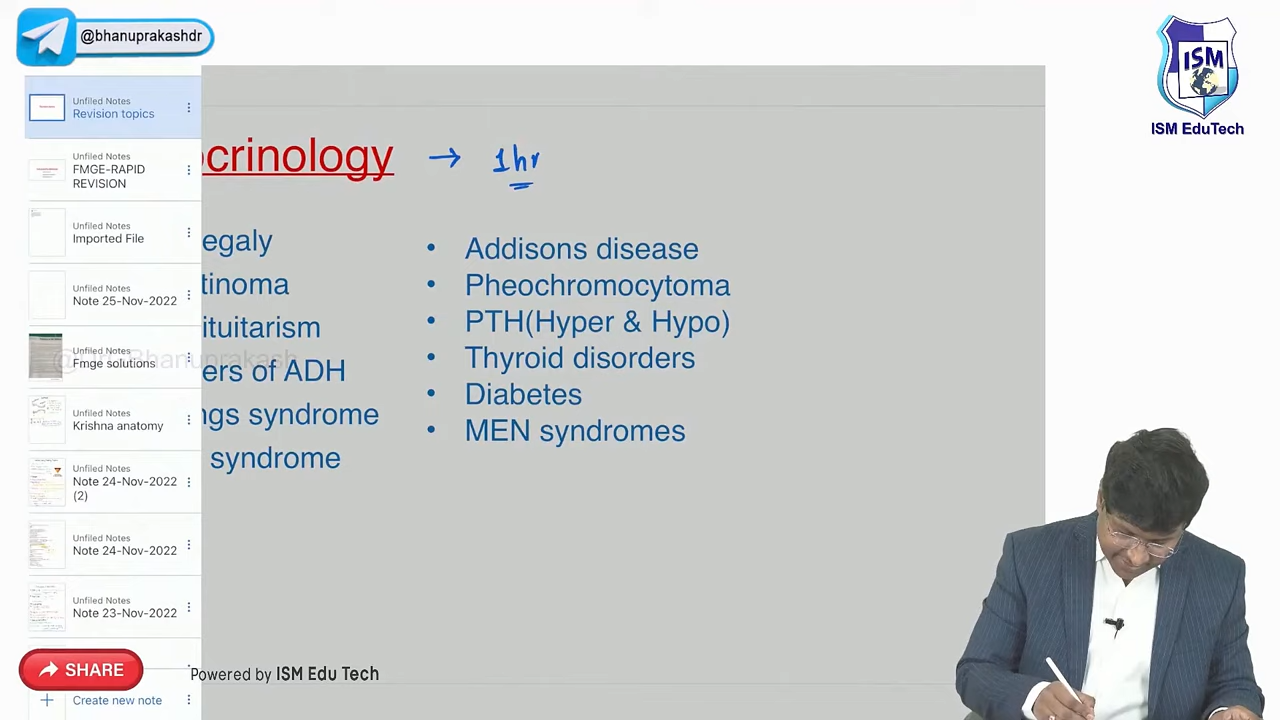 @bhanuprakashdr
ISM
ISM EduTech
Unfiled Notes
Revision topics
Unfiled Notes
FMGE-RAPID
REVISION
Unfiled Notes
Imported File
Unfiled Notes
Note 25-Nov-2022
Unfiled Notes
Fmge solutions
Unfiled Notes
Krishna anatomy
Unfiled Notes
Note 24-Nov-2022
(2)
Unfiled Notes
Note 24-Nov-2022
Unfiled Notes
Note 23-Nov-2022
Create new note
SHARE
Powered by ISM Edu Tech
ocrinology → 1hr
egaly
tinoma
ituitarism
ers of ADH
ngs syndrome
syndrome
• Addisons disease
• Pheochromocytoma
• PTH(Hyper & Hypo)
• Thyroid disorders
• Diabetes
• MEN syndromes
Bhanuprakash